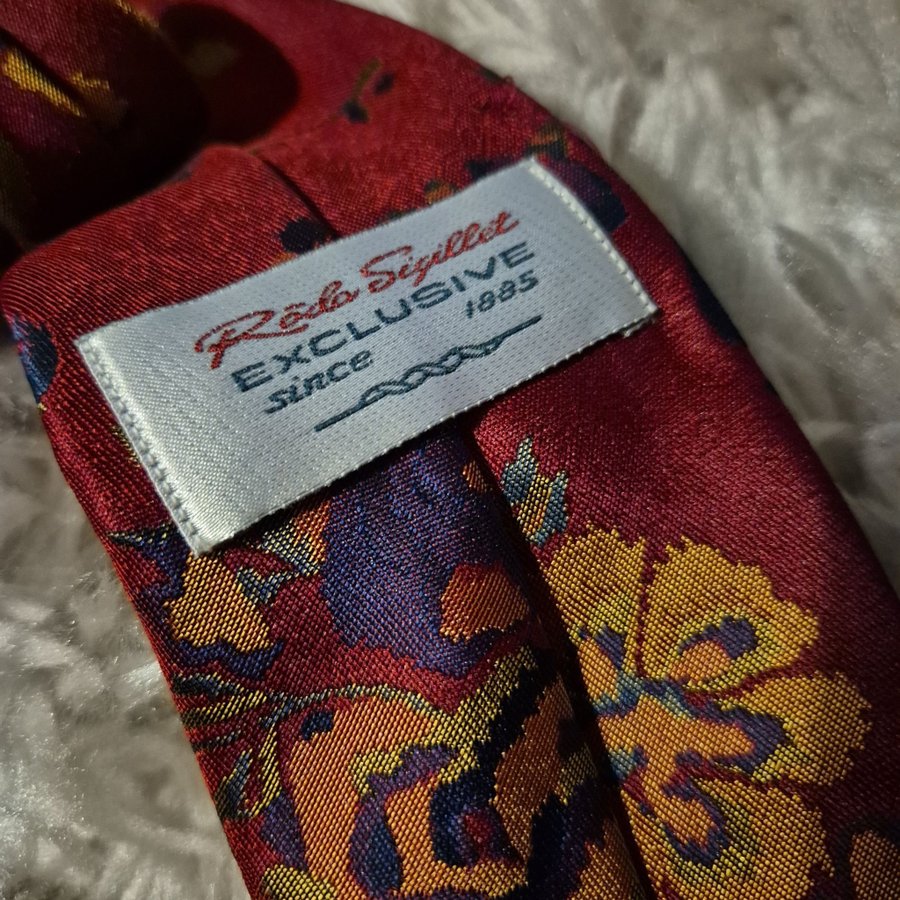 Röda Sigillet
EXCLUSIVE
since 1885